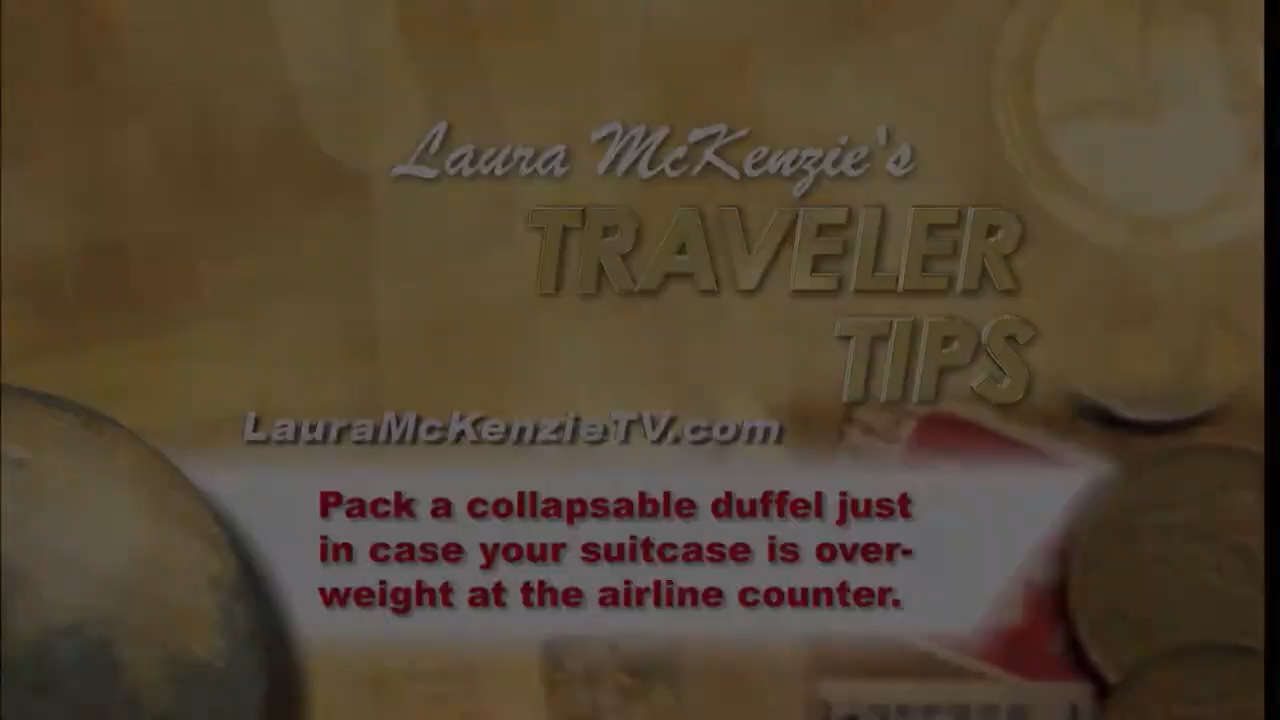 Laura McKenzie's
TRAVELER
TIPS
LauraMcKenzieTV.com
Pack a collapsable duffel just
in case your suitcase is over-
weight at the airline counter.